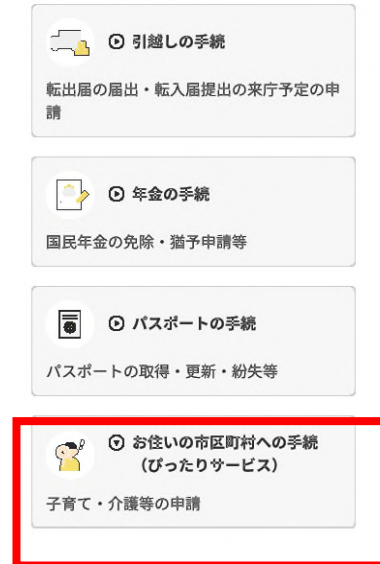 引越しの手続
転出届の届出・転入届提出の来庁予定の申
請
年金の手続
国民年金の免除・猶予申請等
パスポートの手続
パスポートの取得・更新・紛失等
お住いの市区町村への手続
（ぴったりサービス）
子育て・介護等の申請